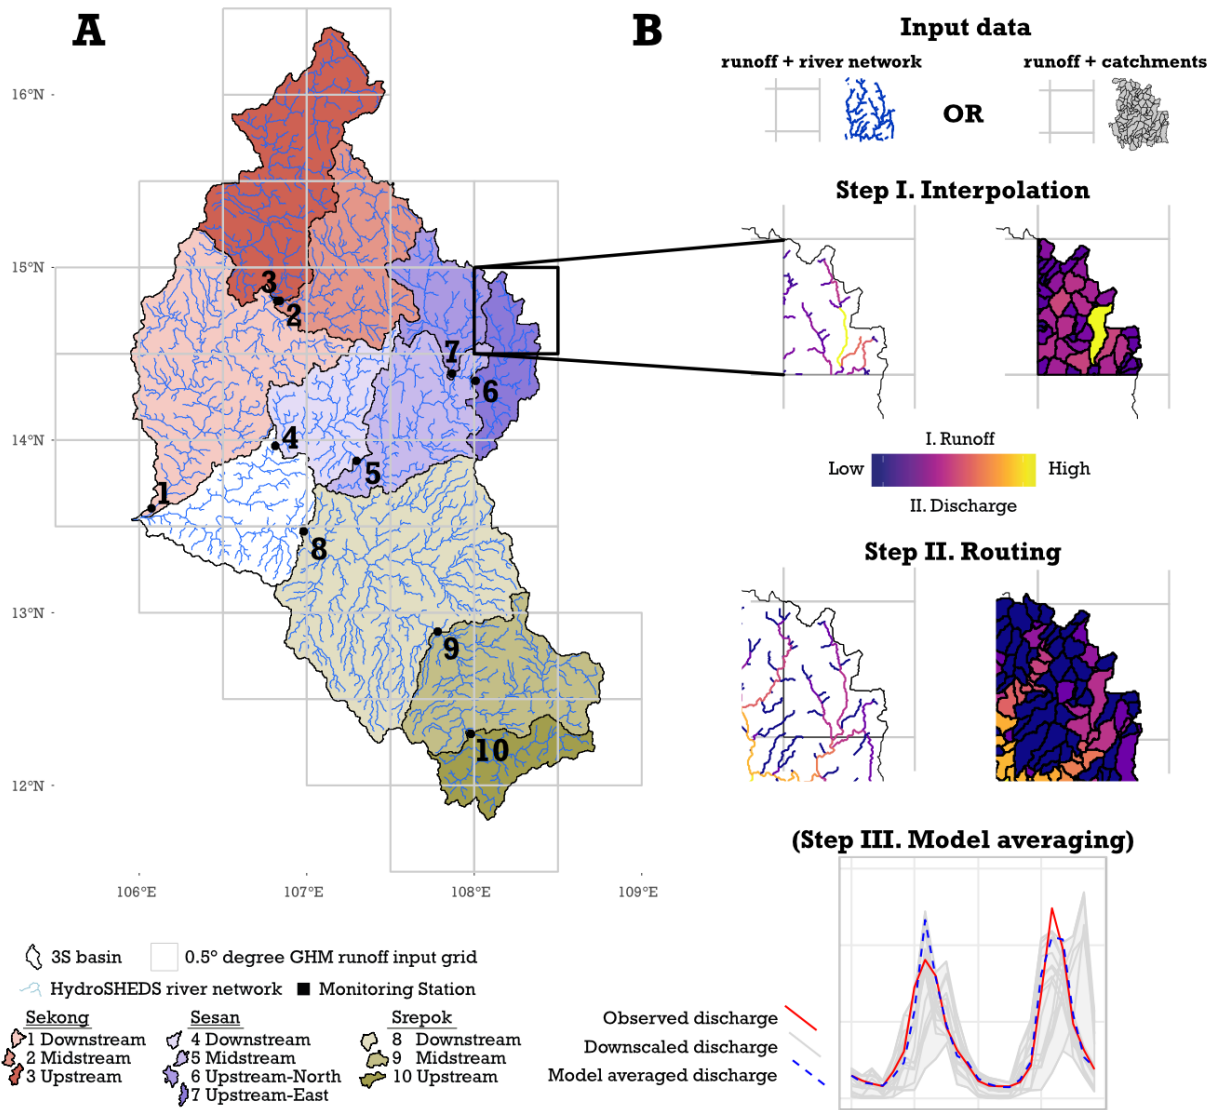 A
16°N
15°N
14°N
13°N
12°N
106°E
107°E
108°E
109°E
3
2
7
6
4
5
1
8
9
10
3S basin
0.5° degree GHM runoff input grid
HydroSHEDS river network
Monitoring Station
Sekong
1 Downstream
2 Midstream
3 Upstream
Sesan
4 Downstream
5 Midstream
6 Upstream-North
7 Upstream-East
Srepok
8 Downstream
9 Midstream
10 Upstream
B
Input data
runoff + river network
OR
runoff + catchments
Step I. Interpolation
I. Runoff
Low
High
II. Discharge
Step II. Routing
(Step III. Model averaging)
Observed discharge
Downscaled discharge
Model averaged discharge